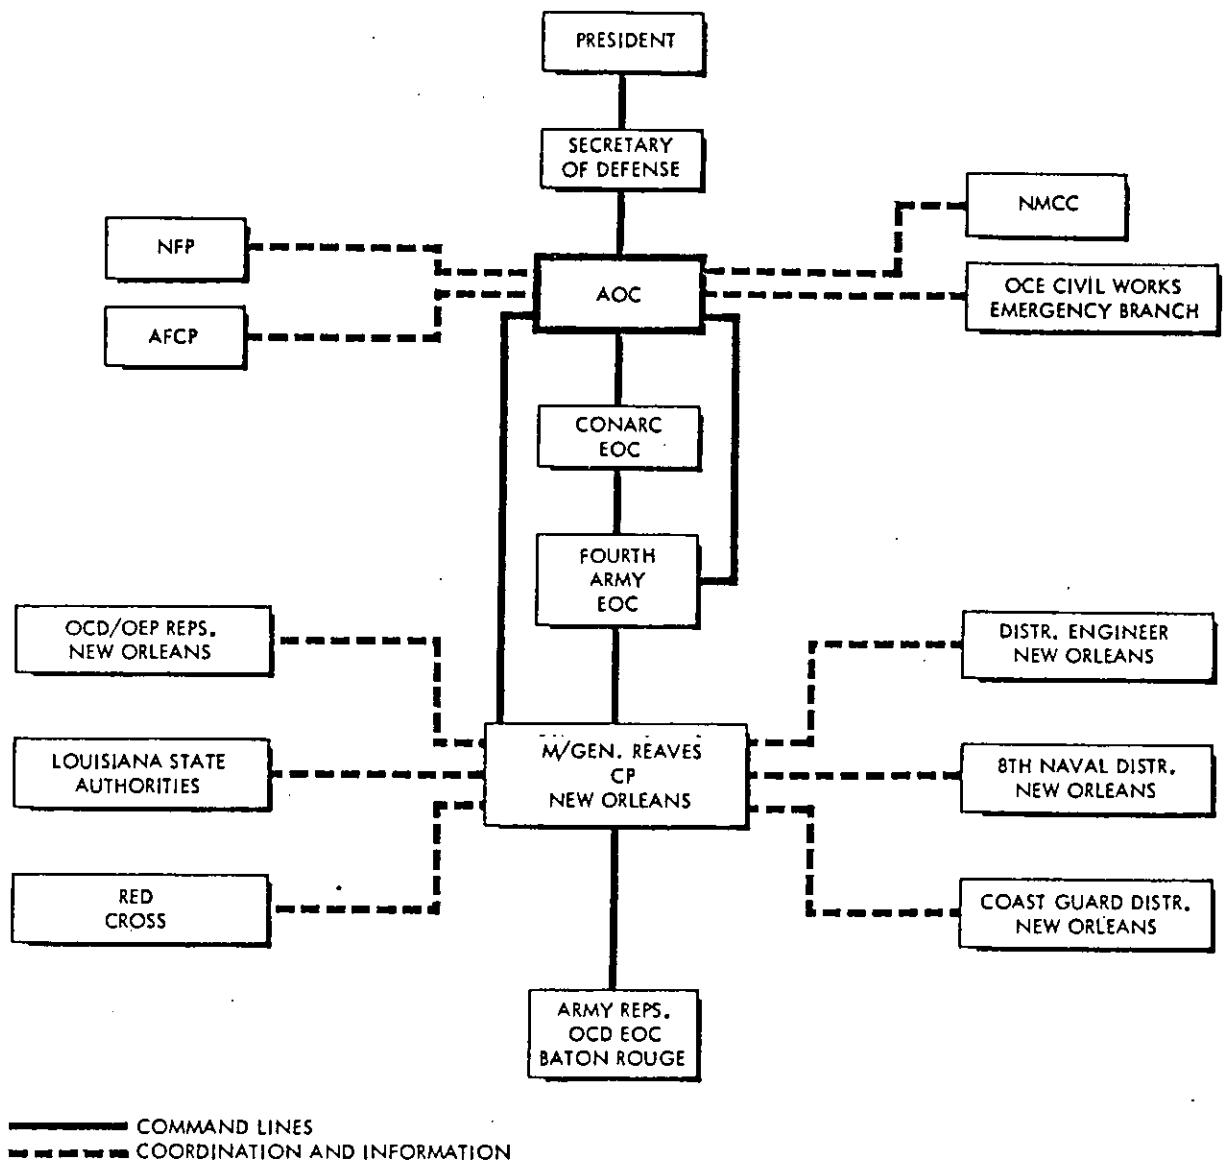 PRESIDENT
SECRETARY
OF DEFENSE
NMCC
NFP
AOC
OCE CIVIL WORKS
EMERGENCY BRANCH
AFCP
CONARC
EOC
FOURTH
ARMY
EOC
OCD/OEP REPS.
NEW ORLEANS
DISTR. ENGINEER
NEW ORLEANS
LOUISIANA STATE
AUTHORITIES
M/GEN. REAVES
CP
NEW ORLEANS
8TH NAVAL DISTR.
NEW ORLEANS
RED
CROSS
COAST GUARD DISTR.
NEW ORLEANS
ARMY REPS.
OCD EOC
BATON ROUGE
COMMAND LINES
COORDINATION AND INFORMATION